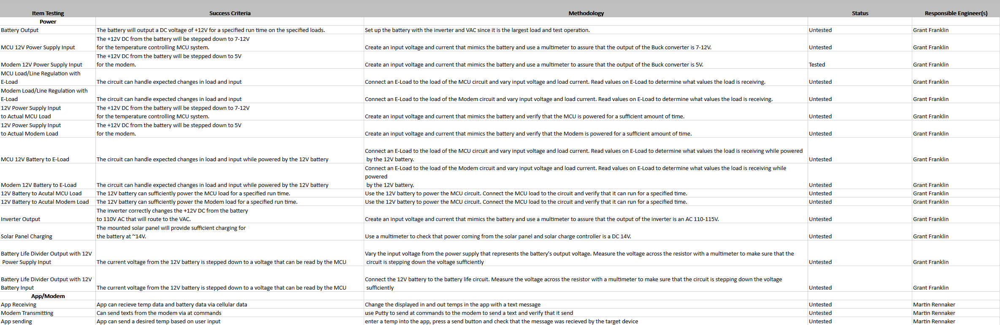 Item Testing	Success Criteria	Methodology	Status	Responsible Engineer(s)
Power
Battery Output	The battery will output a DC voltage of +12V for a specified run time on the specified loads.	Set up the battery with the inverter and VAC since it is the largest load and test operation.	Untested	Grant Franklin
The +12V DC from the battery will be stepped down to 7-12V
MCU 12V Power Supply Input	for the temperature controlling MCU system.	Create an input voltage and current that mimics the battery and use a multimeter to assure that the output of the Buck converter is 7-12V.	Untested	Grant Franklin
The +12V DC from the battery will be stepped down to 5V
Modem 12V Power Supply Input	for the modem.	Create an input voltage and current that mimics the battery and use a multimeter to assure that the output of the Buck converter is 5V.	Tested	Grant Franklin
MCU Load/Line Regulation with
E-Load	The circuit can handle expected changes in load and input	Connect an E-Load to the load of the MCU circuit and vary input voltage and load current. Read values on E-Load to determine what values the load is receiving.	Untested	Grant Franklin
Modem Load/Line Regulation with
E-Load	The circuit can handle expected changes in load and input	Connect an E-Load to the load of the Modem circuit and vary input voltage and load current. Read values on E-Load to determine what values the load is receiving.	Untested	Grant Franklin
12V Power Supply Input	The +12V DC from the battery will be stepped down to 7-12V
to Actual MCU Load	for the temperature controlling MCU system.	Create an input voltage and current that mimics the battery and verify that the MCU is powered for a sufficient amount of time.	Untested	Grant Franklin
12V Power Supply Input	The +12V DC from the battery will be stepped down to 5V
to Actual Modem Load	for the modem.	Create an input voltage and current that mimics the battery and verify that the Modem is powered for a sufficient amount of time.	Untested	Grant Franklin
Connect an E-Load to the load of the MCU circuit and vary input voltage and load current. Read values on E-Load to determine what values the load is receiving while powered
MCU 12V Battery to E-Load	The circuit can handle expected changes in load and input while powered by the 12V battery	by the 12V battery.	Untested	Grant Franklin
Connect an E-Load to the load of the Modem circuit and vary input voltage and load current. Read values on E-Load to determine what values the load is receiving while
powered
Modem 12V Battery to E-Load	The circuit can handle expected changes in load and input while powered by the 12V battery	by the 12V battery.	Untested	Grant Franklin
12V Battery to Acutal MCU Load	The 12V battery can sufficiently power the MCU load for a specified run time.	Use the 12V battery to power the MCU circuit. Connect the MCU load to the circuit and verify that it can run for a specified time.	Untested	Grant Franklin
12V Battery to Acutal Modem Load	The 12V battery can sufficiently power the Modem load for a specified run time.	Use the 12V battery to power the MCU circuit. Connect the MCU load to the circuit and verify that it can run for a specified time.	Untested	Grant Franklin
The inverter correctly changes the +12V DC from the battery
Inverter Output	to 110V AC that will route to the VAC.	Create an input voltage and current that mimics the battery and use a multimeter to assure that the output of the inverter is an AC 110-115V.	Untested	Grant Franklin
The mounted solar panel will provide sufficient charging for
Solar Panel Charging	the battery at ~14V.	Use a multimeter to check that power coming from the solar panel and solar charge controller is a DC 14V.	Untested	Grant Franklin
Battery Life Divider Output with 12V	Vary the input voltage from the power supply that represents the battery's output voltage. Measure the voltage across the resistor with a multimeter to make sure that the
Power Supply Input	The current voltage from the 12V battery is stepped down to a voltage that can be read by the MCU	circuit is stepping down the voltage sufficiently	Untested	Grant Franklin
Battery Life Divider Output with 12V	Connect the 12V battery to the battery life circuit. Measure the voltage across the resistor with a multimeter to make sure that the circuit is stepping down the voltage
Battery Input	The current voltage from the 12V battery is stepped down to a voltage that can be read by the MCU	sufficiently	Untested	Grant Franklin
App/Modem
App Receiving	App can recieve temp data and battery data via cellular data	Change the displayed in and out temps in the app with a text message	Untested	Martin Rennaker
Modem Transmitting	Can send texts from the modem via at commands	use Putty to send at commands to the modem to send a text and verify that it send	Untested	Martin Rennaker
App sending	App can send a desired temp based on user input	enter a temp into the app, press a send button and check that the message was recieved by the target device	Untested	Martin Rennaker